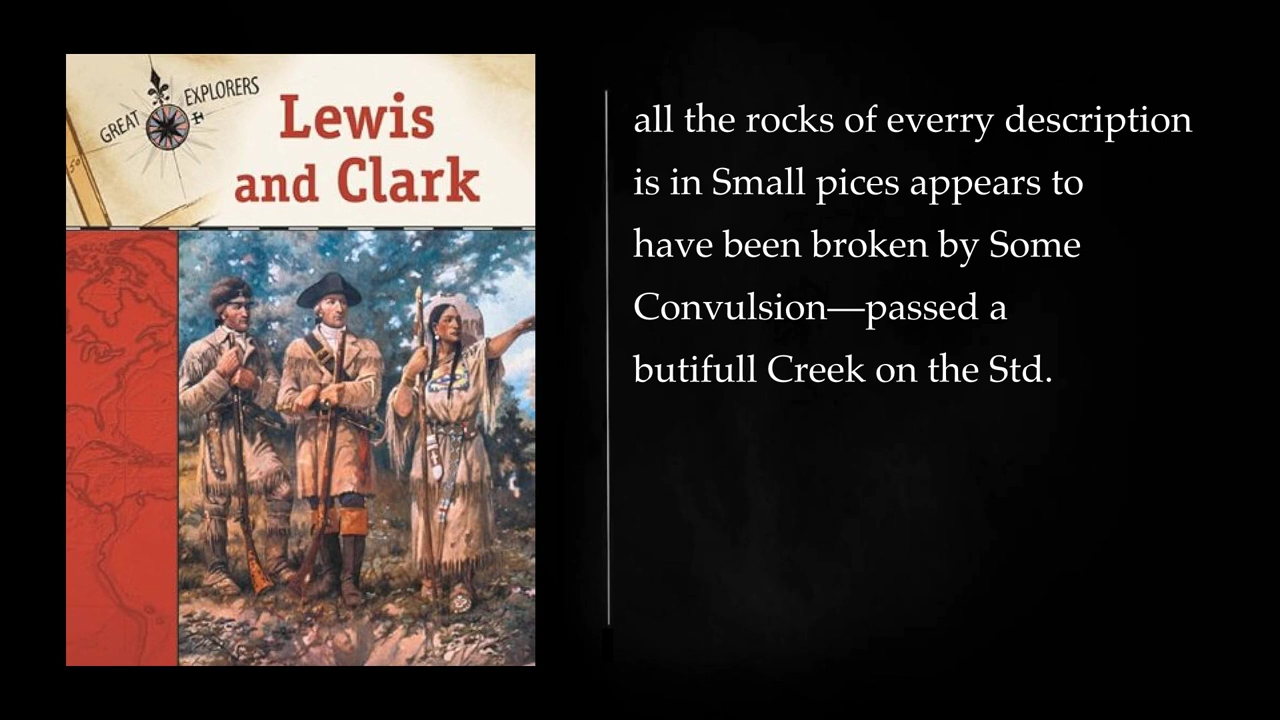 GREAT EXPLORERS
Lewis
and Clark
all the rocks of everry description
is in Small pices appears to
have been broken by Some
Convulsion—passed a
butifull Creek on the Std.